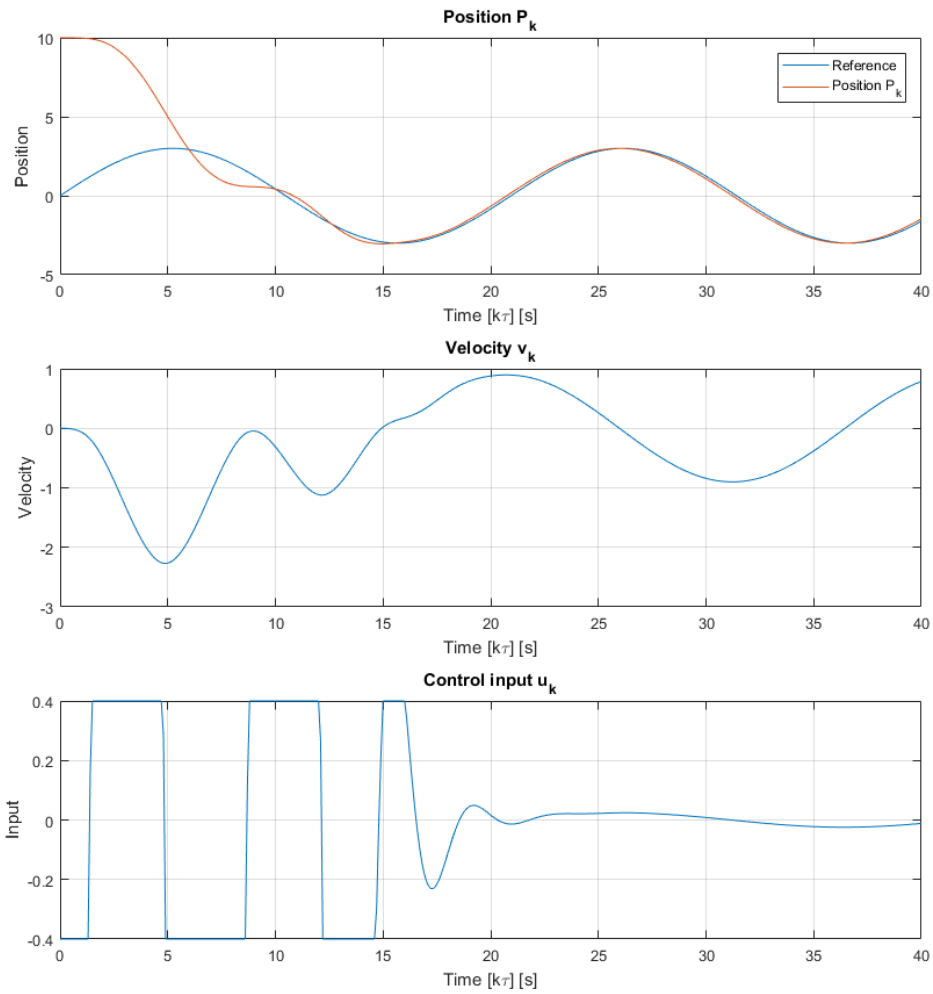 Position P_k
10
5
0
-5
Position
Reference
Position P_k
0 5 10 15 20 25 30 35 40
Time [kτ] [s]
Velocity v_k
1
0
-1
-2
-3
Velocity
0 5 10 15 20 25 30 35 40
Time [kτ] [s]
Control input u_k
0.4
0.2
0
-0.2
-0.4
Input
0 5 10 15 20 25 30 35 40
Time [kτ] [s]